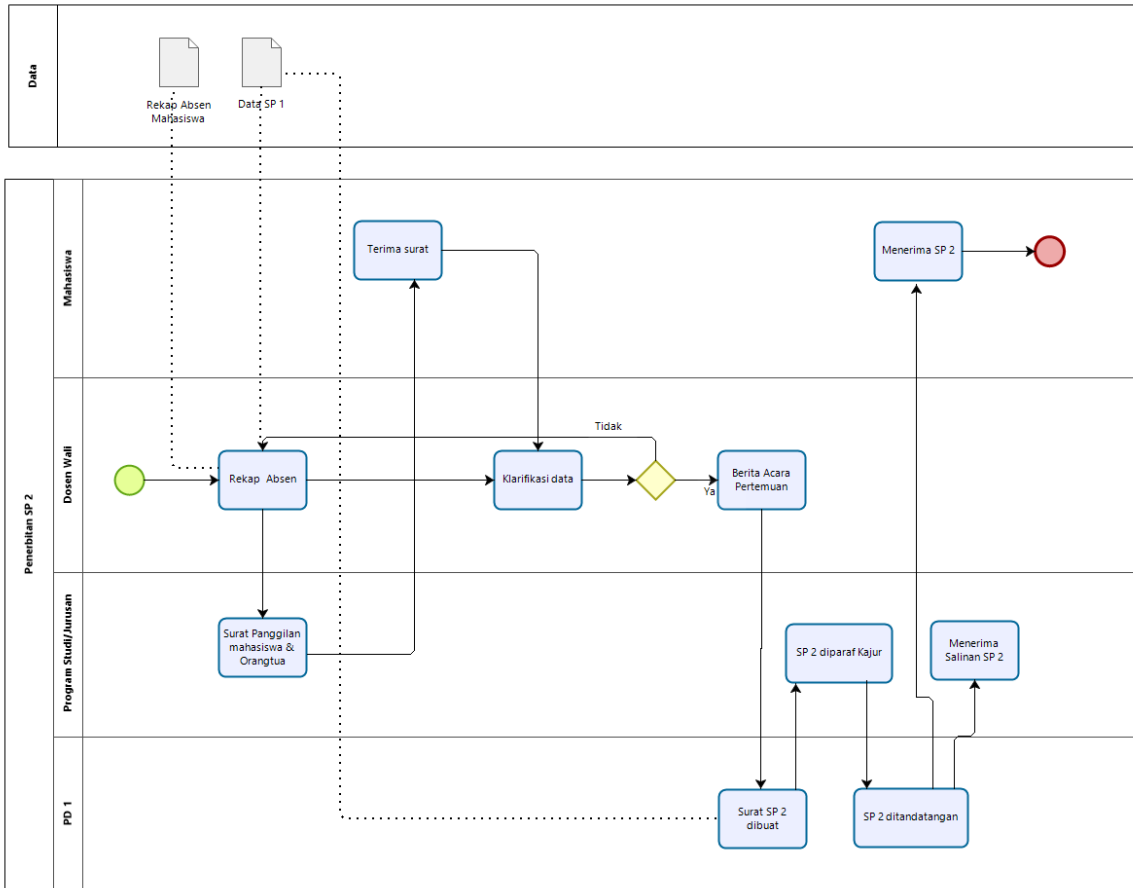 Data
Rekap Absen
Mahasiswa
Data SP 1
Penerbitan SP 2
Mahasiswa
Terima surat
Menerima SP 2
Dosen Wali
Tidak
Rekap Absen
Klarifikasi data
Ya
Berita Acara
Pertemuan
Program Studi/Jurusan
Surat Panggilan
mahasiswa &
Orangtua
SP 2 diparaf Kajur
Menerima
Salinan SP 2
PD 1
Surat SP 2
dibuat
SP 2 ditandatangan